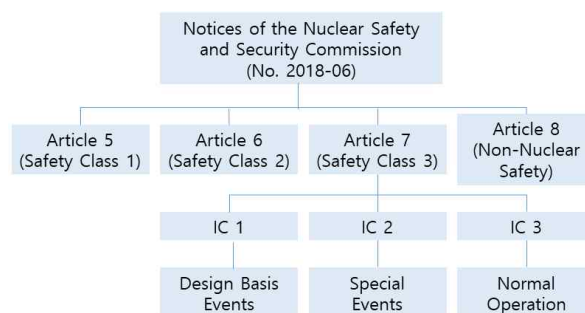 Notices of the Nuclear Safety
and Security Commission
(No. 2018-06)
Article 5
(Safety Class 1)
Article 6
(Safety Class 2)
Article 7
(Safety Class 3)
Article 8
(Non-Nuclear
Safety)
IC 1
IC 2
IC 3
Design Basis
Events
Special
Events
Normal
Operation